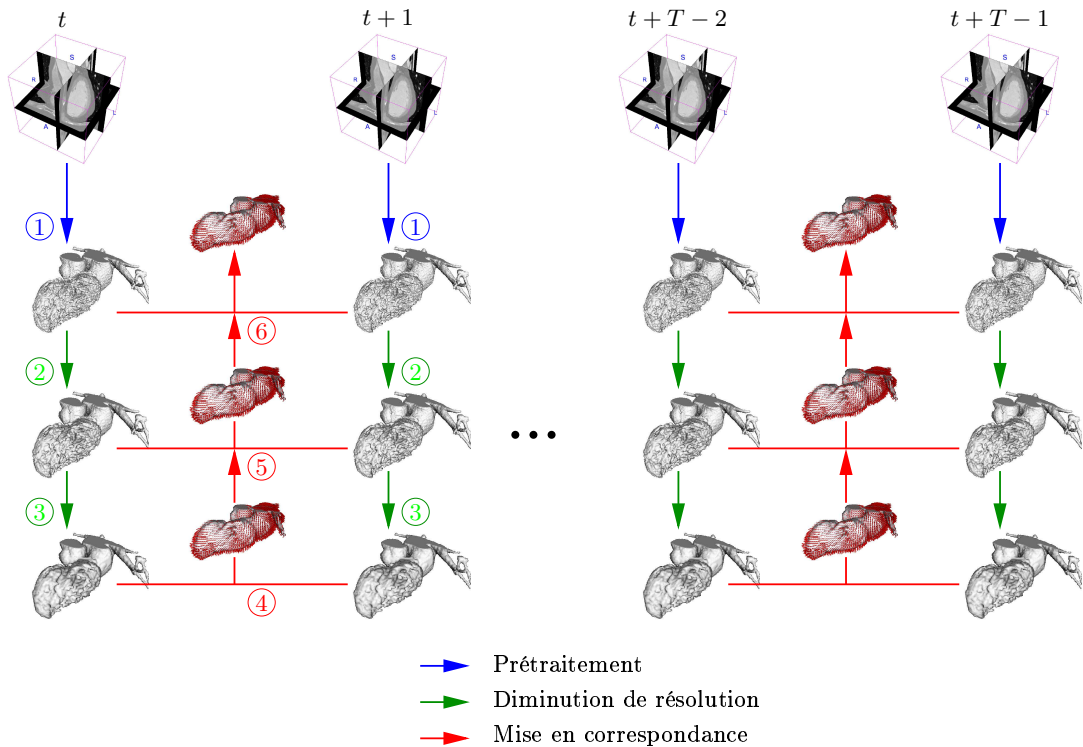 t t + 1 t + T − 2 t + T − 1
S S S S
R R R R
L L L L
A A A A
① ①
⑥
② ②
...
⑤
③ ③
④
Prétraitement
Diminution de résolution
Mise en correspondance